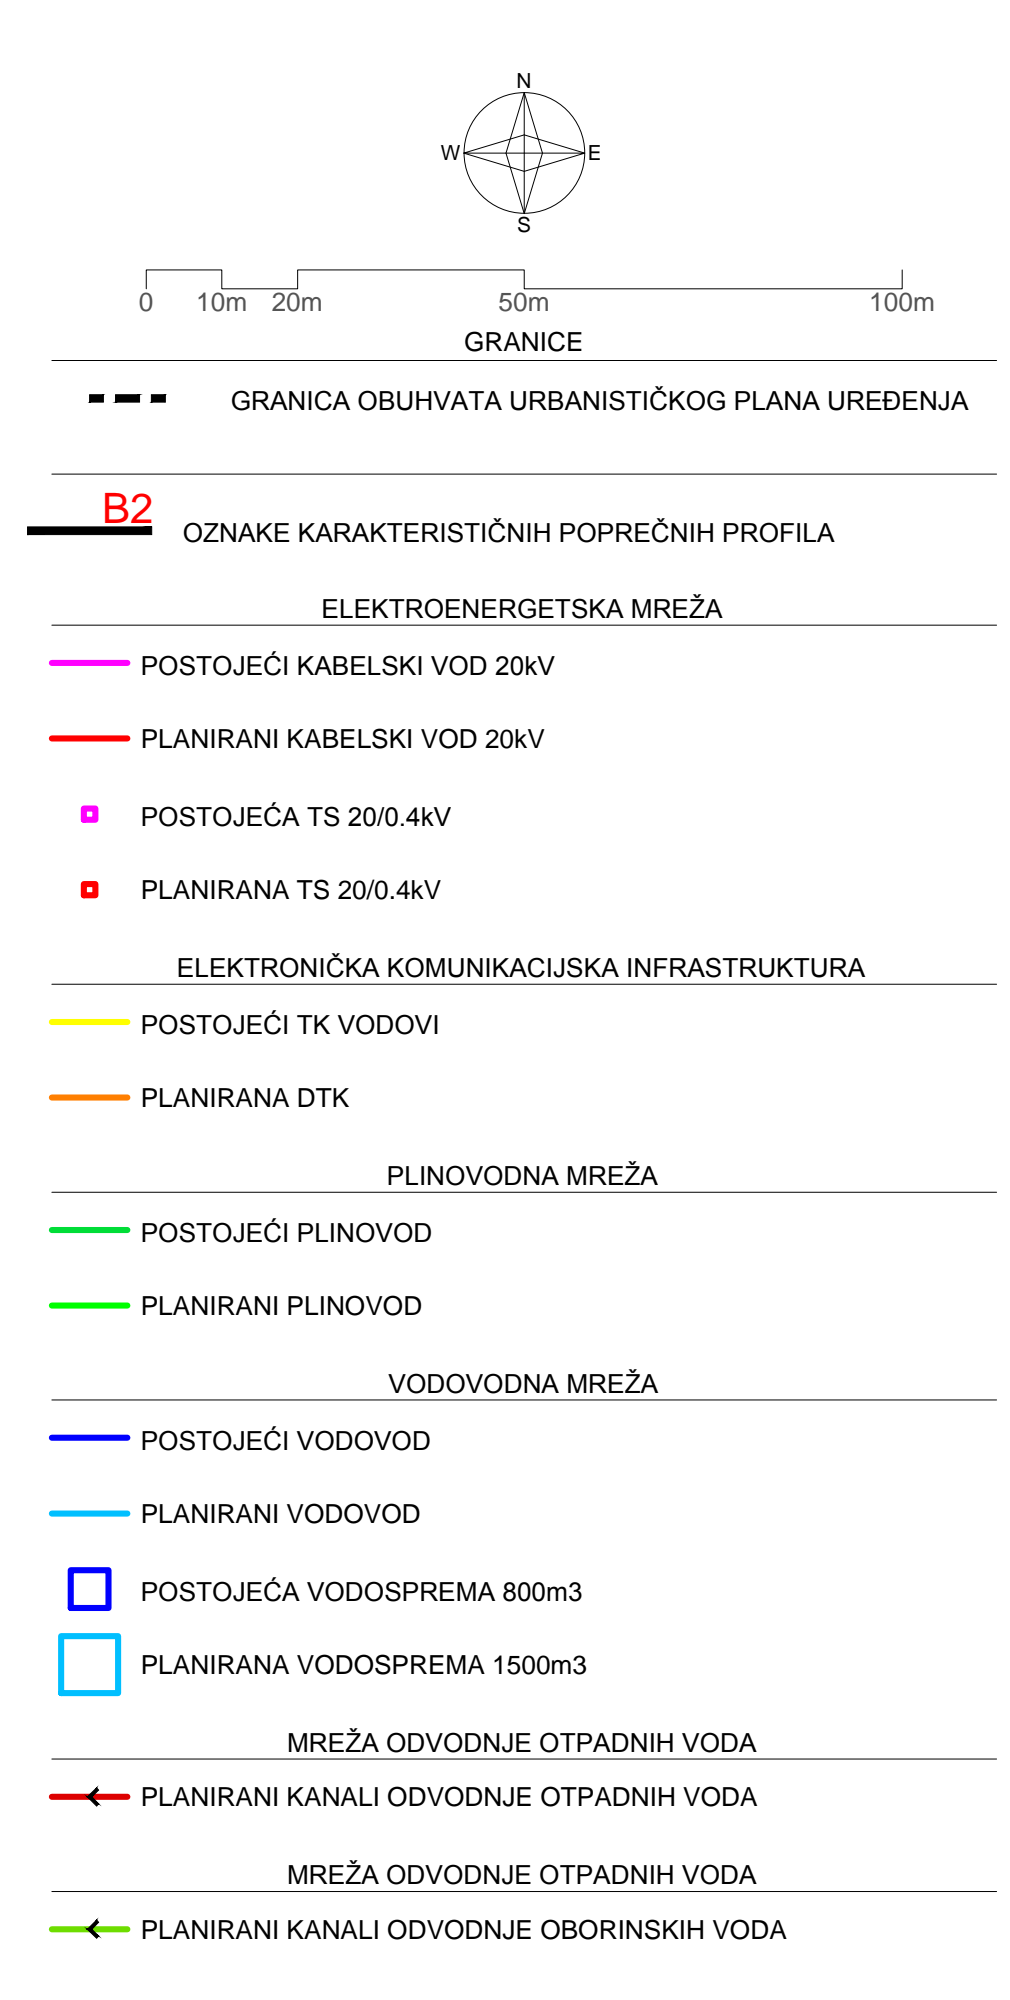 N
W E
S
0 10m 20m 50m 100m
GRANICE
GRANICA OBUHVATA URBANISTIČKOG PLANA UREĐENJA
B2
OZNAKE KARAKTERISTIČNIH POPREČNIH PROFILA
ELEKTROENERGETSKA MREŽA
POSTOJEĆI KABELSKI VOD 20kV
PLANIRANI KABELSKI VOD 20kV
POSTOJEĆA TS 20/0.4kV
PLANIRANA TS 20/0.4kV
ELEKTRONIČKA KOMUNIKACIJSKA INFRASTRUKTURA
POSTOJEĆI TK VODOVI
PLANIRANA DTK
PLINOVODNA MREŽA
POSTOJEĆI PLINOVOD
PLANIRANI PLINOVOD
VODOVODNA MREŽA
POSTOJEĆI VODOVOD
PLANIRANI VODOVOD
POSTOJEĆA VODOSPREMA 800m3
PLANIRANA VODOSPREMA 1500m3
MREŽA ODVODNJE OTPADNIH VODA
PLANIRANI KANALI ODVODNJE OTPADNIH VODA
MREŽA ODVODNJE OTPADNIH VODA
PLANIRANI KANALI ODVODNJE OBORINSKIH VODA